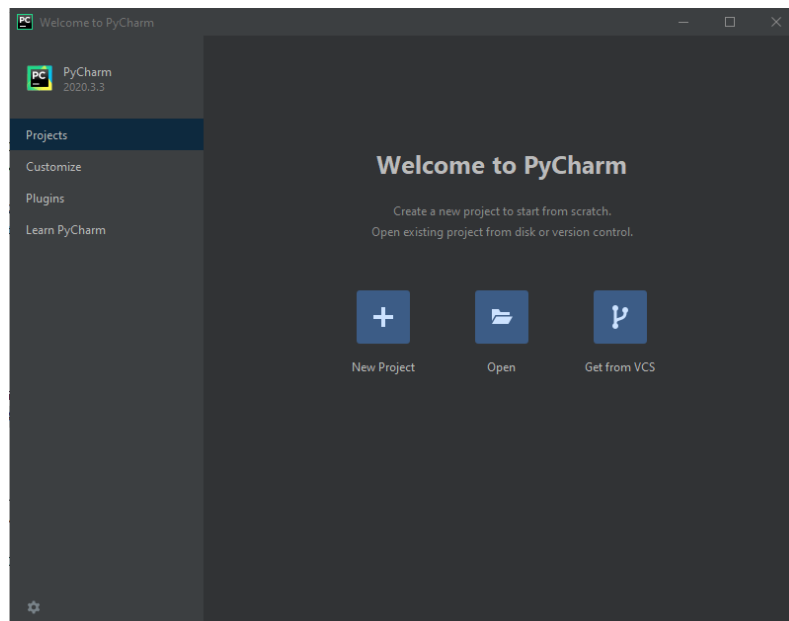 Welcome to PyCharm
PC
PyCharm
2020.3.3
Projects
Customize
Plugins
Learn PyCharm
Welcome to PyCharm
Create a new project to start from scratch.
Open existing project from disk or version control.
New Project
Open
Get from VCS